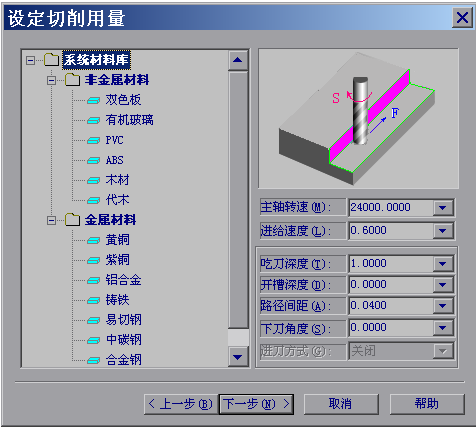 设定切削用量
系统材料库
非金属材料
双色板
有机玻璃
PVC
ABS
木材
代木
金属材料
黄铜
紫铜
铝合金
铸铁
易切钢
中碳钢
合金钢
S
F
主轴转速(M): 24000.0000
进给速度(L): 0.6000
吃刀深度(T): 1.0000
开槽深度(D): 0.0000
路径间距(A): 0.0400
下刀角度(S): 0.0000
进刀方式(G): 关闭
< 上一步(B) 下一步(N) > 取消 帮助